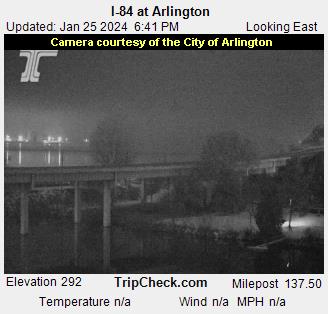 I-84 at Arlington
Updated: Jan 25 2024 6:41 PM Looking East
Camera courtesy of the City of Arlington
Elevation 292 TripCheck.com Milepost 137.50
Temperature n/a Wind n/a MPH n/a